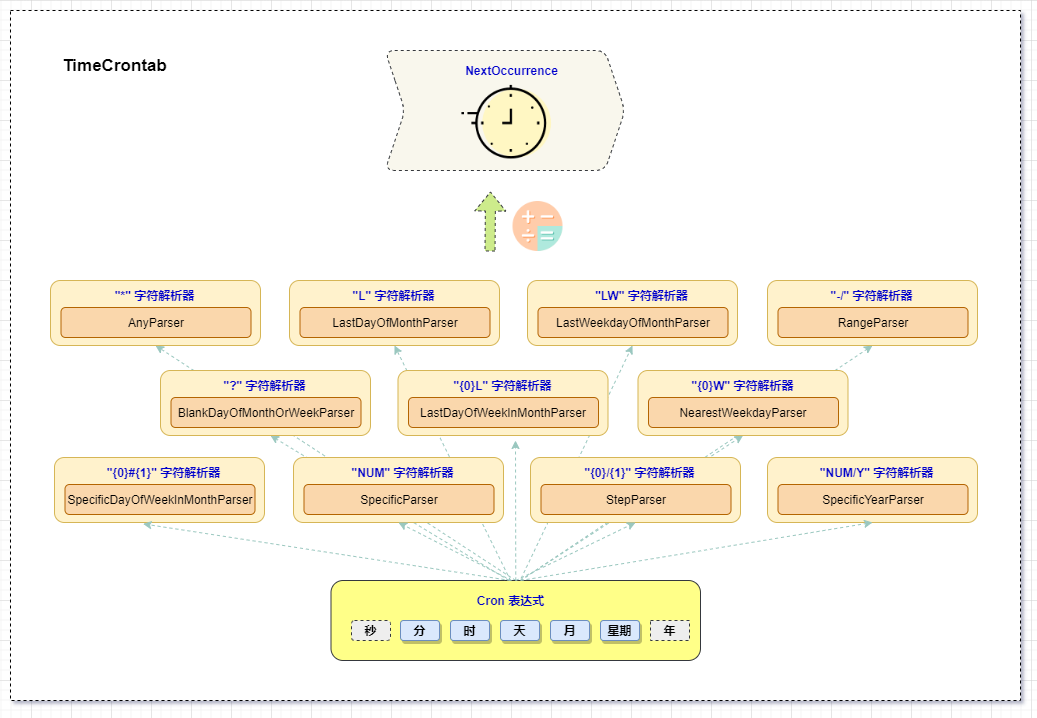 TimeCrontab
NextOccurrence
"*" 字符解析器
AnyParser
"L" 字符解析器
LastDayOfMonthParser
"LW" 字符解析器
LastWeekdayOfMonthParser
"-/" 字符解析器
RangeParser
"?" 字符解析器
BlankDayOfMonthOrWeekParser
"{0}L" 字符解析器
LastDayOfWeekInMonthParser
"{0}W" 字符解析器
NearestWeekdayParser
"{0}#{1}" 字符解析器
SpecificDayOfWeekInMonthParser
"NUM" 字符解析器
SpecificParser
"{0}/{1}" 字符解析器
StepParser
"NUM/Y" 字符解析器
SpecificYearParser
Cron 表达式
秒 分 时 天 月 星期 年